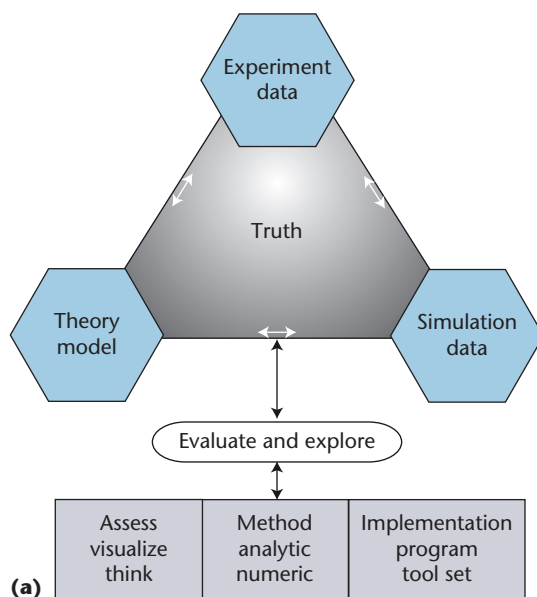 Experiment
data
Truth
Theory
model
Simulation
data
Evaluate and explore
Assess
visualize
think
Method
analytic
numeric
Implementation
program
tool set
(a)